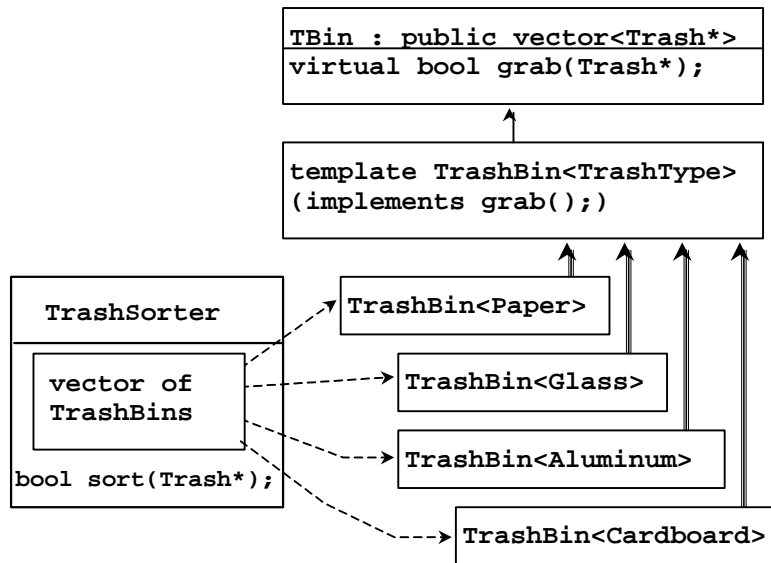 TBin : public vector<Trash*>
virtual bool grab(Trash*);
template TrashBin<TrashType>
(implements grab();)
TrashSorter
vector of
TrashBins
bool sort(Trash*);
TrashBin<Paper>
TrashBin<Glass>
TrashBin<Aluminum>
TrashBin<Cardboard>